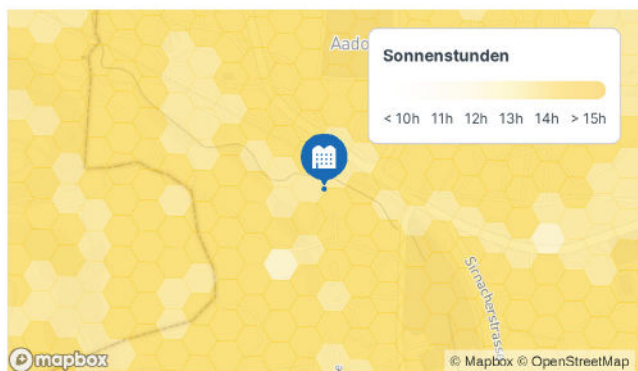 Aado
Sonnenstunden
< 10h 11h 12h 13h 14h > 15h
Sirnacherstrasse
e
mapbox
© Mapbox © OpenStreetMap